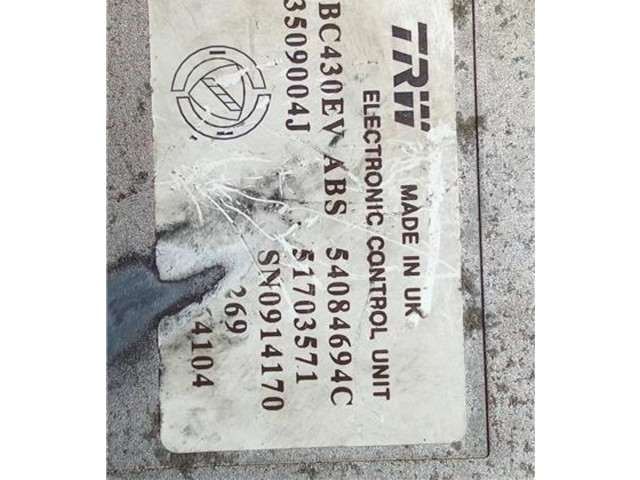 TRW MADE IN UK
ELECTRONIC CONTROL UNIT
BC430EV ABS 54084694C
3509004J 51703571
SN0914170
269
4104